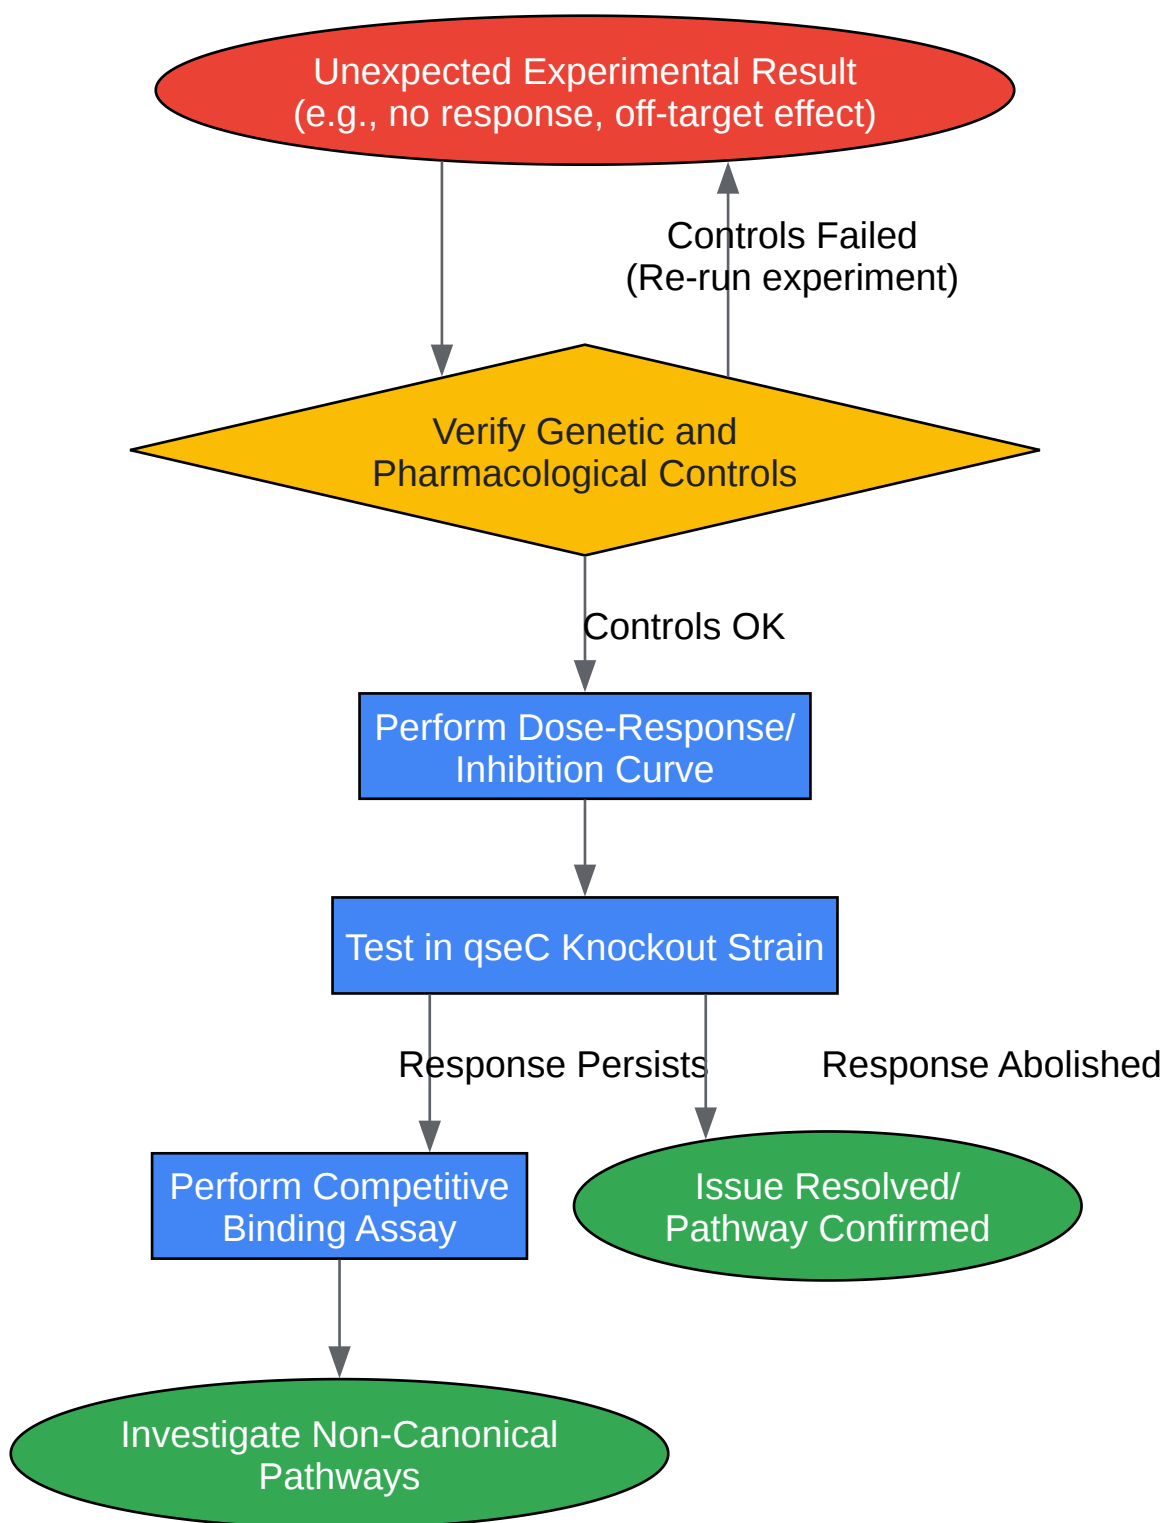 Unexpected Experimental Result
(e.g., no response, off-target effect)
Controls Failed
(Re-run experiment)
Verify Genetic and
Pharmacological Controls
Controls OK
Perform Dose-Response/
Inhibition Curve
Test in qseC Knockout Strain
Response Persists
Response Abolished
Perform Competitive
Binding Assay
Issue Resolved/
Pathway Confirmed
Investigate Non-Canonical
Pathways